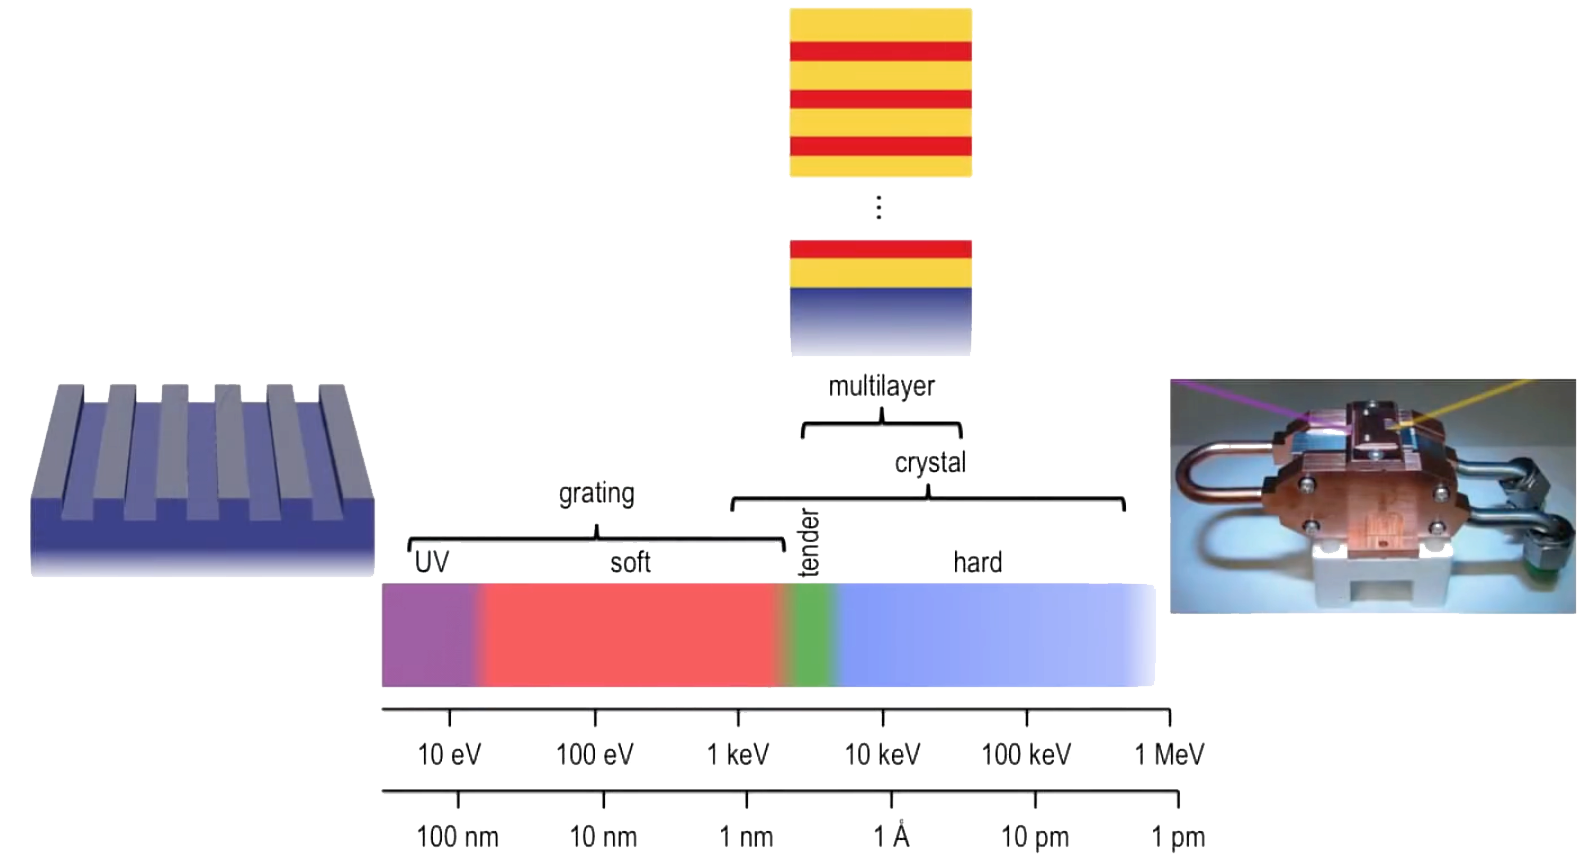 ⋮
multilayer
crystal
grating
tender
UV soft hard
10 eV 100 eV 1 keV 10 keV 100 keV 1 MeV
100 nm 10 nm 1 nm 1 Å 10 pm 1 pm